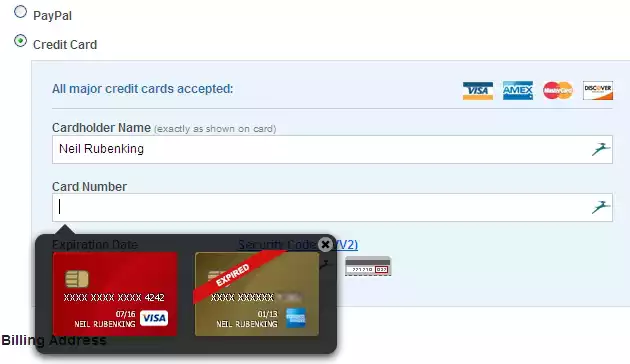 PayPal
Credit Card
All major credit cards accepted:
VISA AMEX MasterCard DISCOVER
Cardholder Name (exactly as shown on card)
Neil Rubenking
Card Number
Expiration Date
Security Code V2)
XXXX XXXX XXXX 4242
07/16
NEIL RUBENKING
VISA
EXPIRED
XXXX XXXXXX
01/13
NEIL RUBENKING
Billing Address